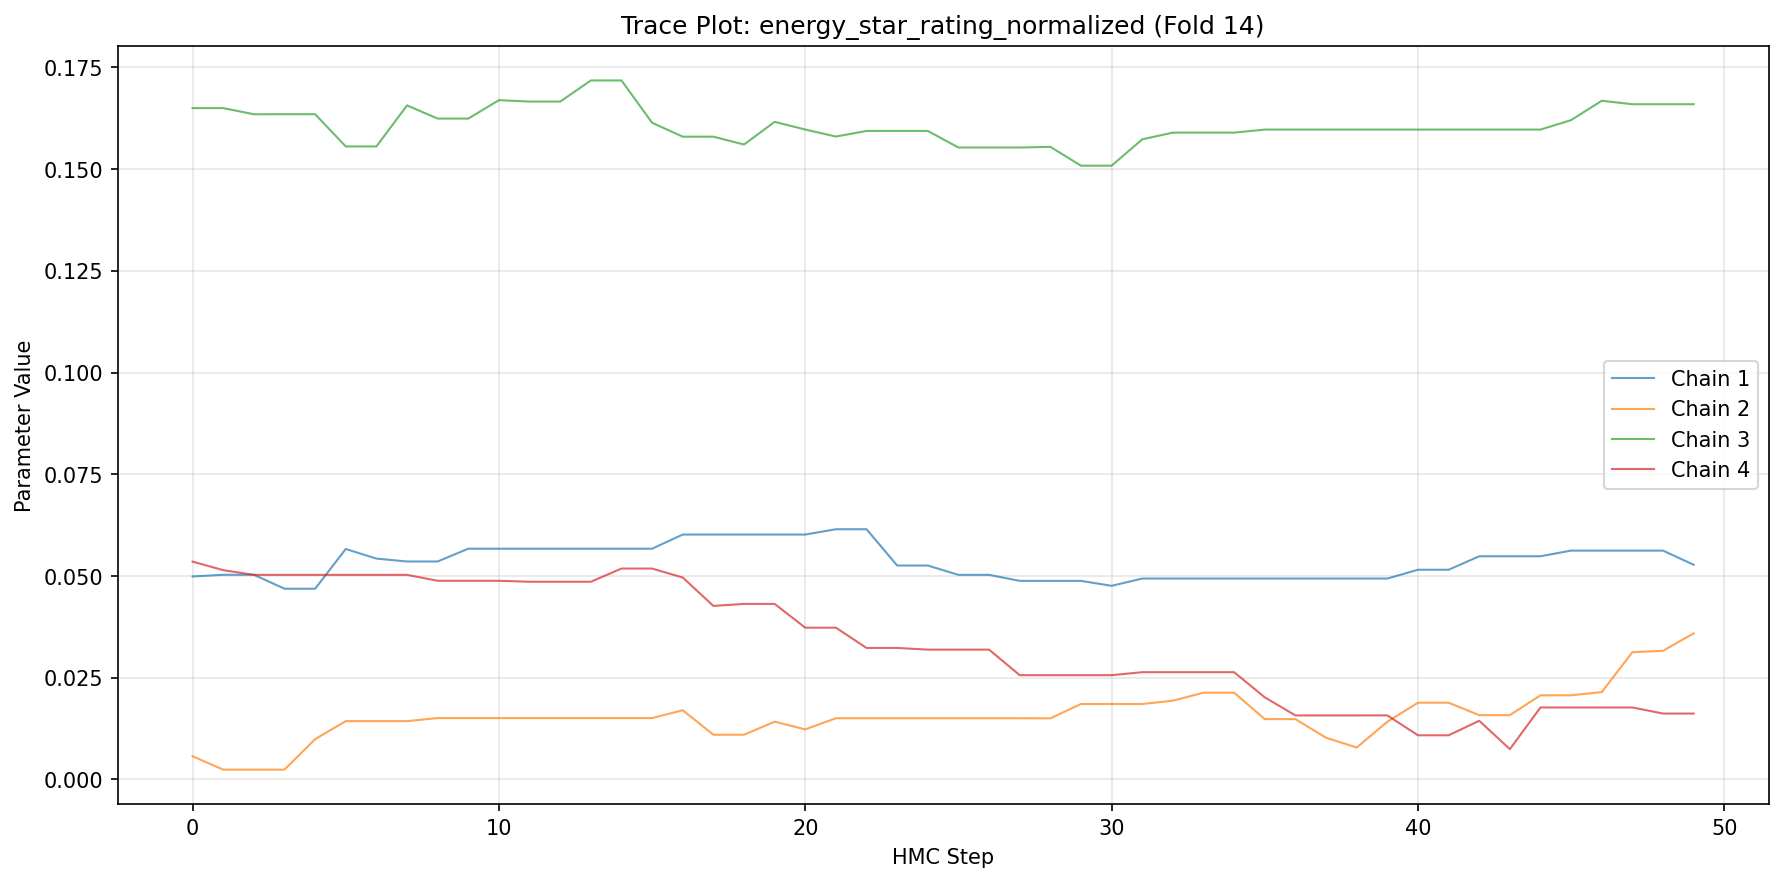 Trace Plot: energy_star_rating_normalized (Fold 14)
Parameter Value
0.175
0.150
0.125
0.100
0.075
0.050
0.025
0.000
Chain 1
Chain 2
Chain 3
Chain 4
0 10 20 30 40 50
HMC Step